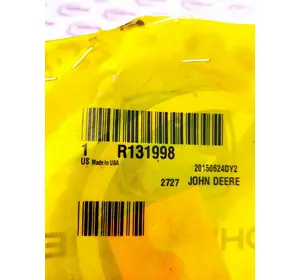 1 R131998
US Made in USA
20150624DY2
2727 JOHN DEERE